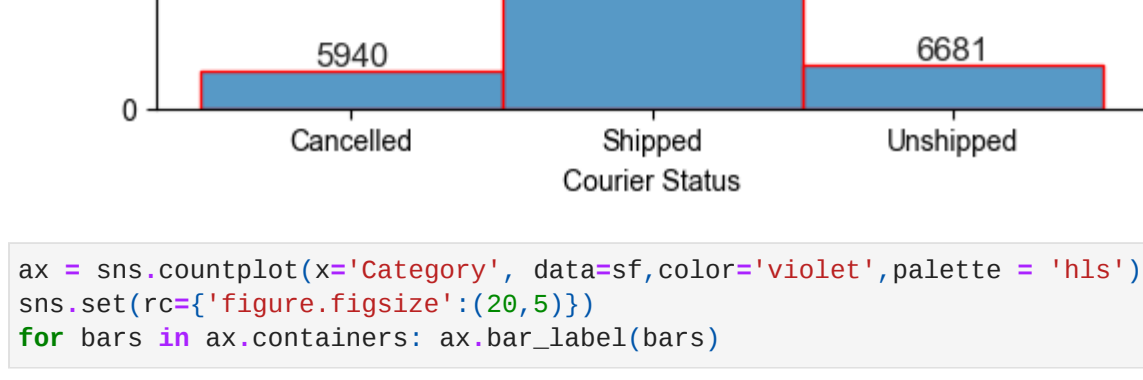 5940
6681
0
Cancelled Shipped Unshipped
Courier Status
ax = sns.countplot(x='Category', data=sf,color='violet',palette = 'hls')
sns.set(rc={'figure.figsize':(20,5)})
for bars in ax.containers: ax.bar_label(bars)